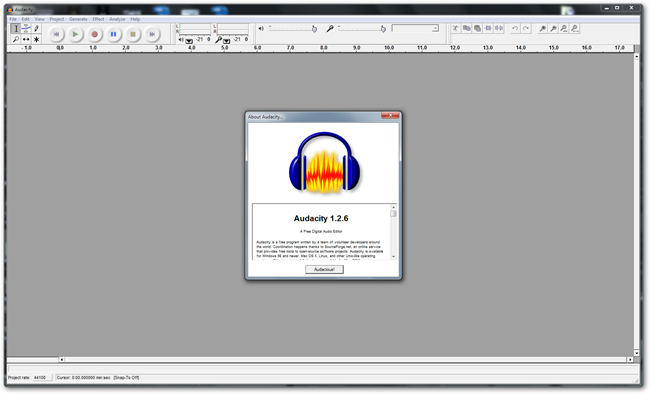 Audacity
File Edit View Project Generate Effect Analyze Help
L
R
-21 0
L
R
-21 0
- 1,0 0,0 1,0 2,0 3,0 4,0 5,0 6,0 7,0 8,0 9,0 10,0 11,0 12,0 13,0 14,0 15,0 16,0 17,0
About Audacity...
Audacity 1.2.6
A Free Digital Audio Editor
Audacity is a free program written by a team of volunteer developers around
the world. Coordination happens thanks to SourceForge.net, an online service
that provides free tools to open-source software projects. Audacity is available
for Windows 98 and newer, Mac OS X, Linux, and other Unix-like operating
Audacious!
Project rate: 44100 Cursor: 0:00.000000 min:sec [Snap-To Off]